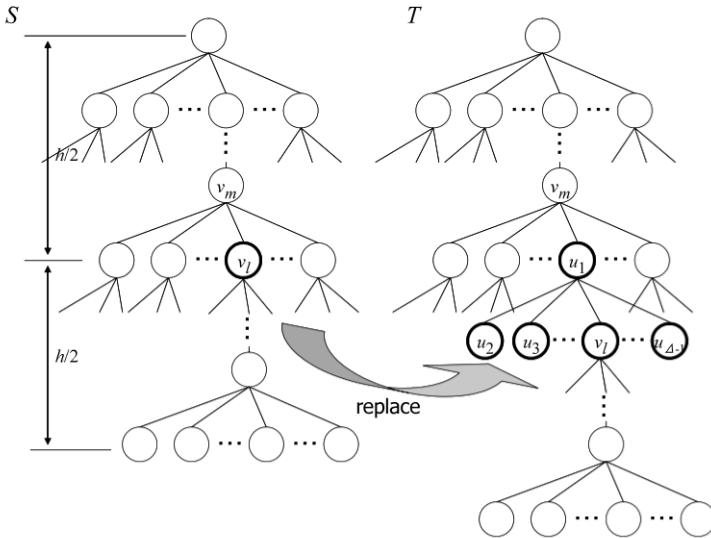 S T
h/2
v_m v_m
v_l u_1
h/2
u_2 u_3 v_l u_Δ-1
replace